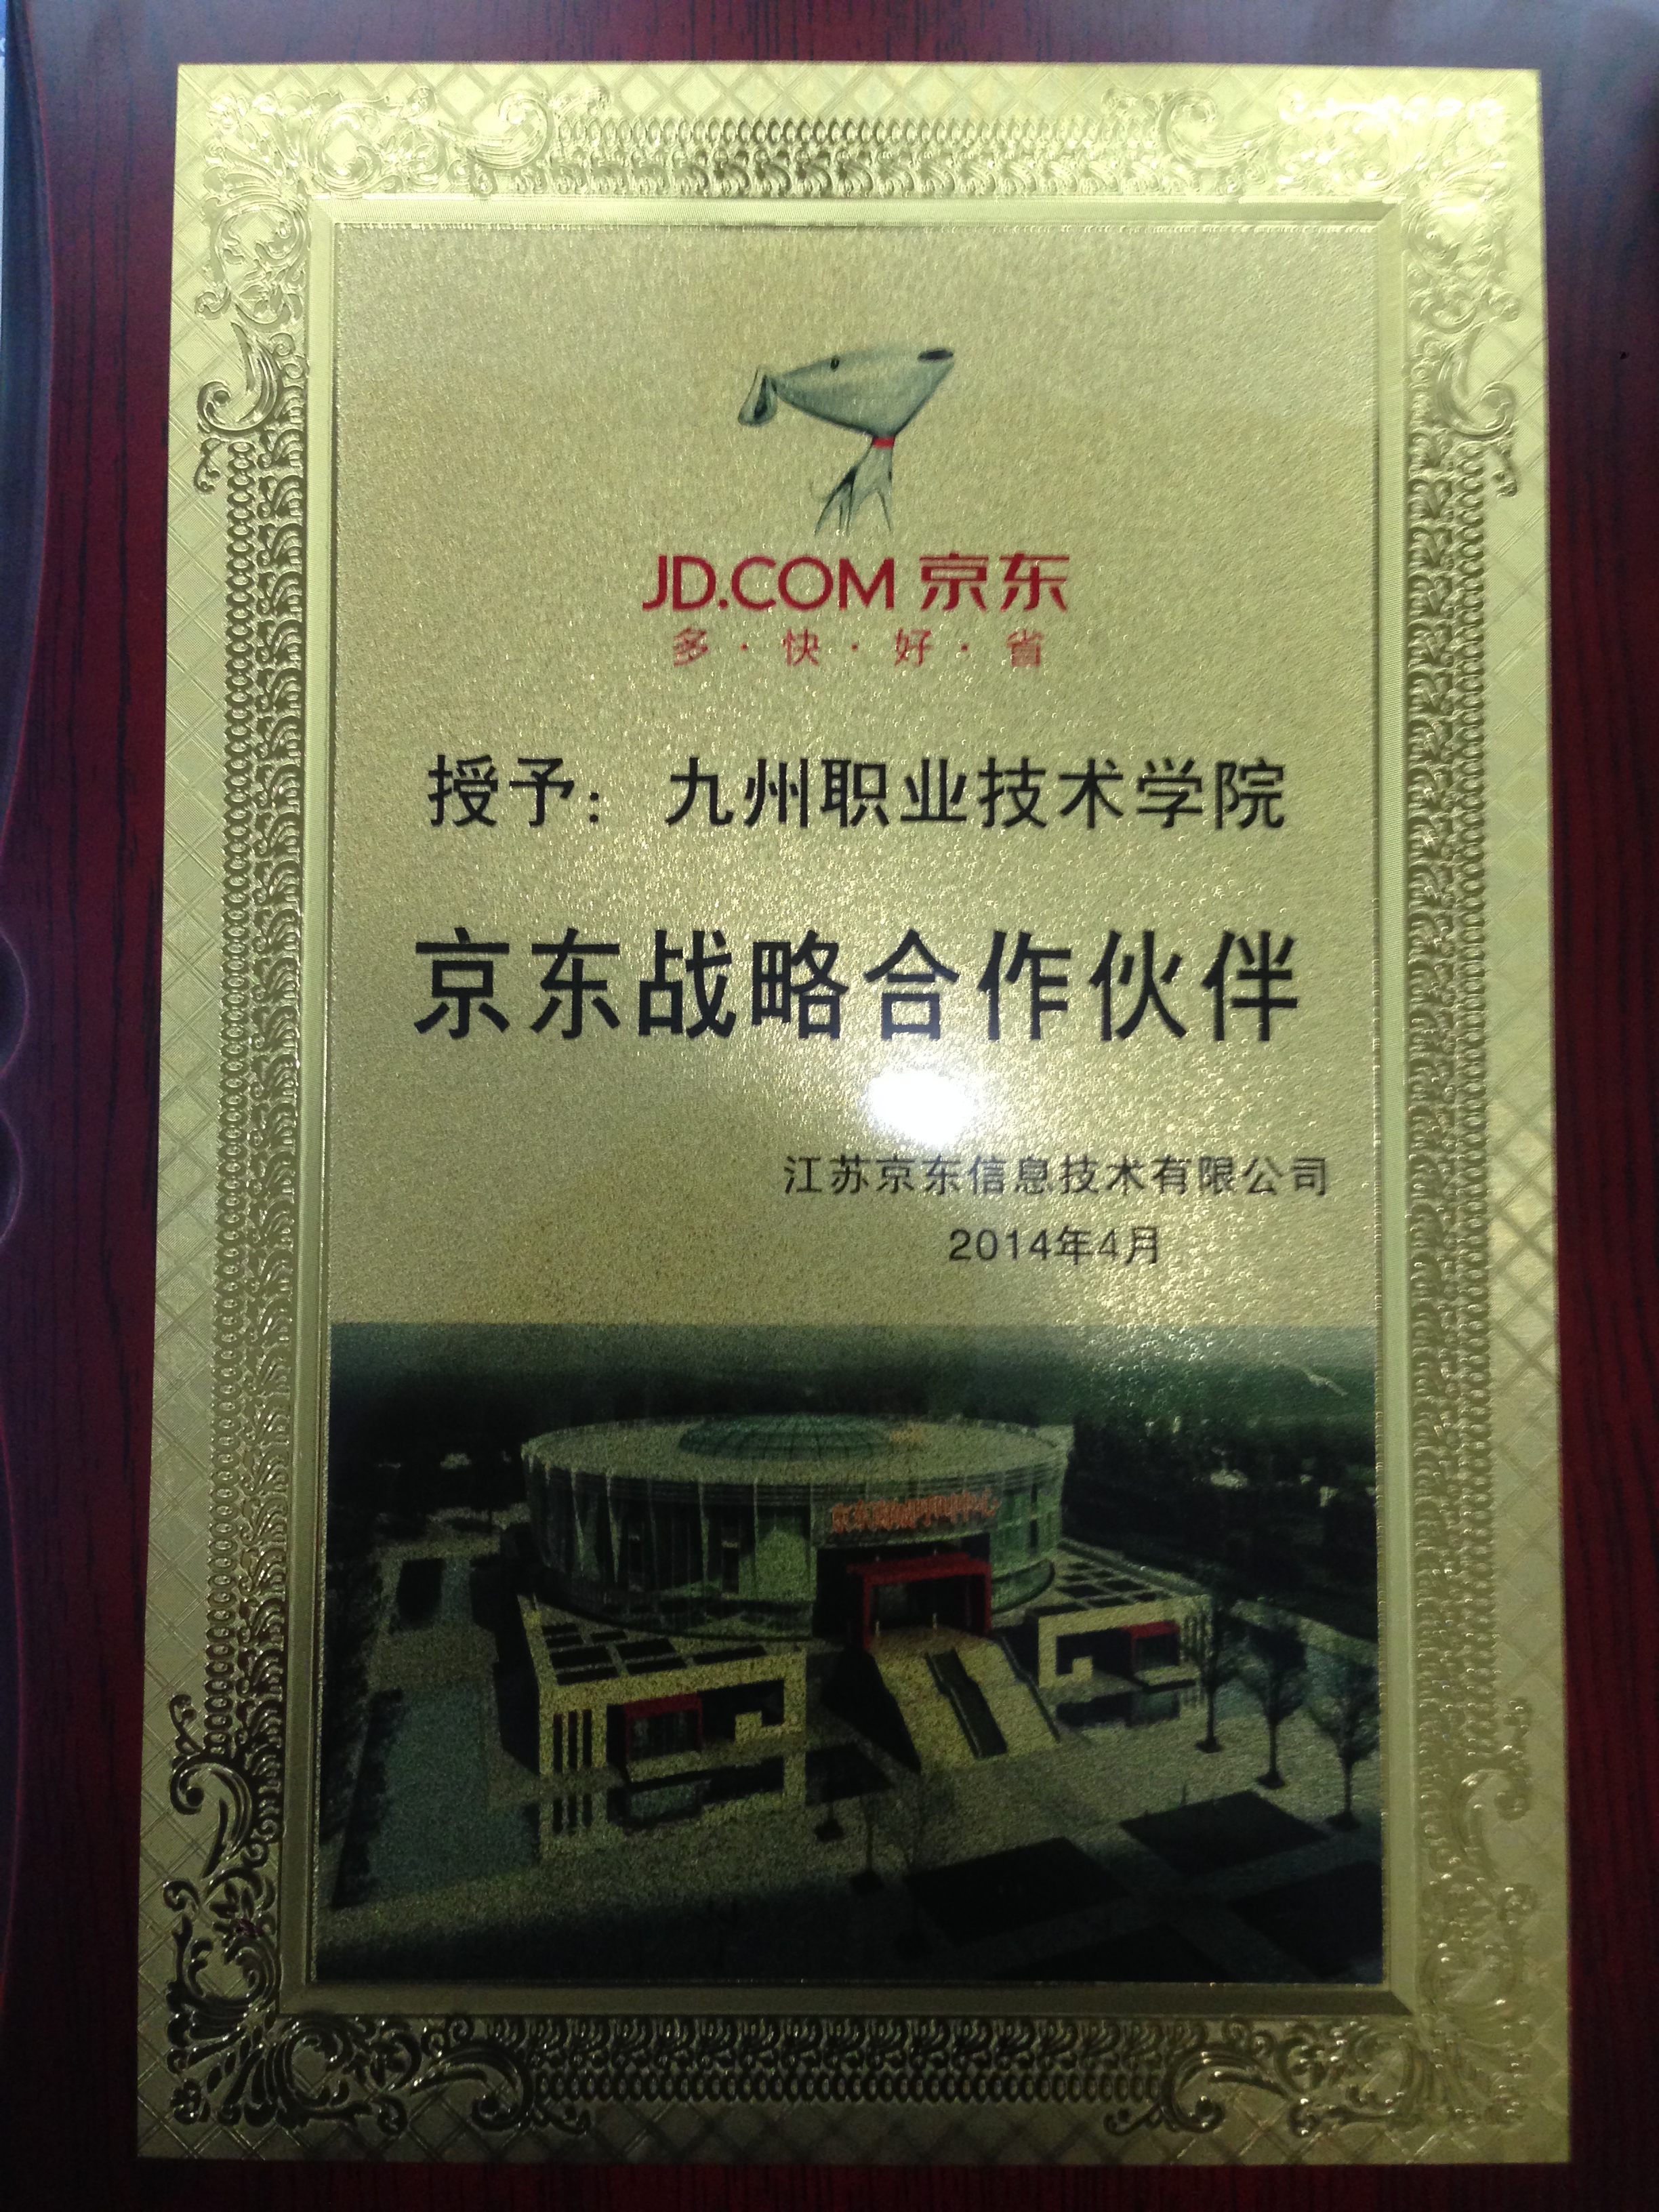 JD.COM 京东
多·快·好·省
授予： 九州职业技术学院
京东战略合作伙伴
江苏京东信息技术有限公司
2014年4月